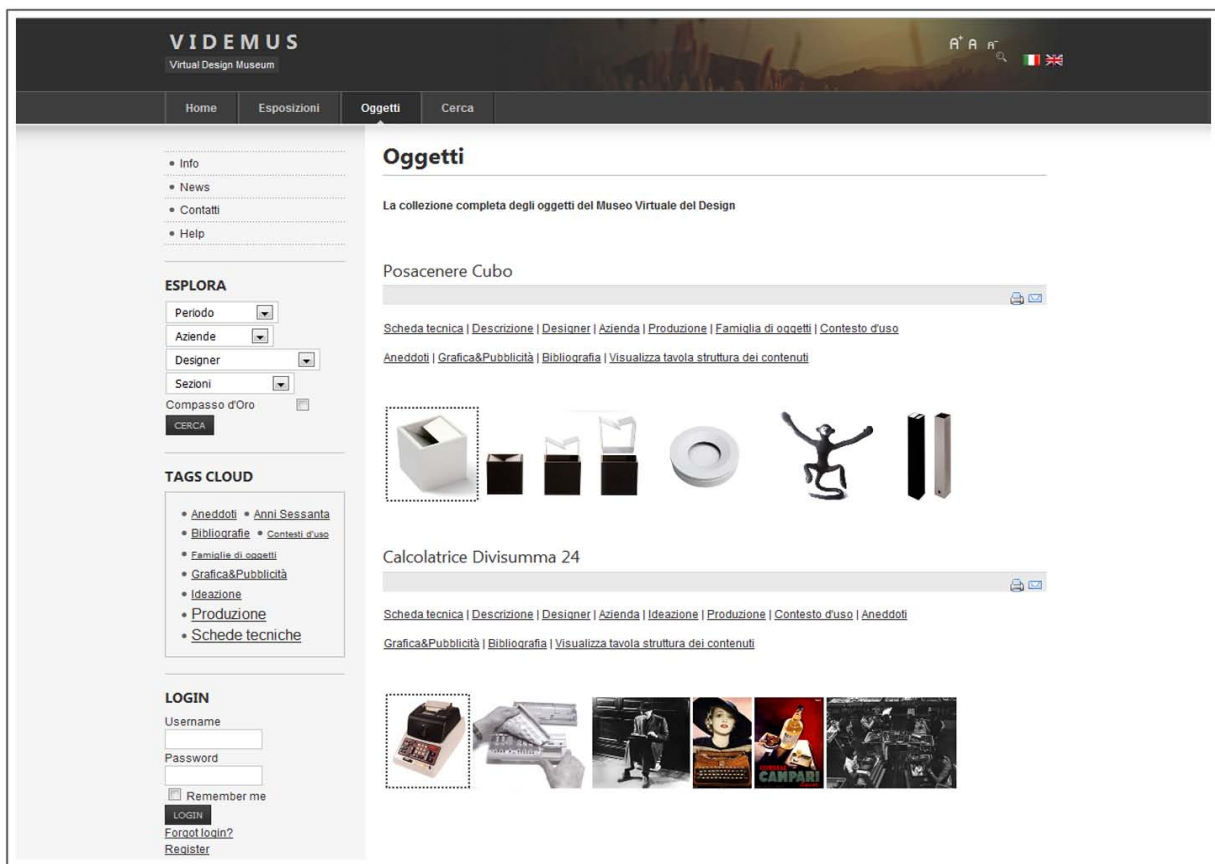 VIDEMUS
Virtual Design Museum
A+ A A-
Home Esposizioni Oggetti Cerca
Info
News
Contatti
Help
ESPLORA
Periodo
Aziende
Designer
Sezioni
Compasso d'Oro
CERCA
TAGS CLOUD
Aneddoti Anni Sessanta
Bibliografie Contesti d'uso
Famiglie di oggetti
Grafica&Pubblicità
Ideazione
Produzione
Schede tecniche
LOGIN
Username
Password
Remember me
LOGIN
Forgot login?
Register
Oggetti
La collezione completa degli oggetti del Museo Virtuale del Design
Posacenere Cubo
Scheda tecnica | Descrizione | Designer | Azienda | Produzione | Famiglia di oggetti | Contesto d'uso
Aneddoti | Grafica&Pubblicità | Bibliografia | Visualizza tavola struttura dei contenuti
Calcolatrice Divisumma 24
Scheda tecnica | Descrizione | Designer | Azienda | Ideazione | Produzione | Contesto d'uso | Aneddoti
Grafica&Pubblicità | Bibliografia | Visualizza tavola struttura dei contenuti
CORDIAL
CAMPARI